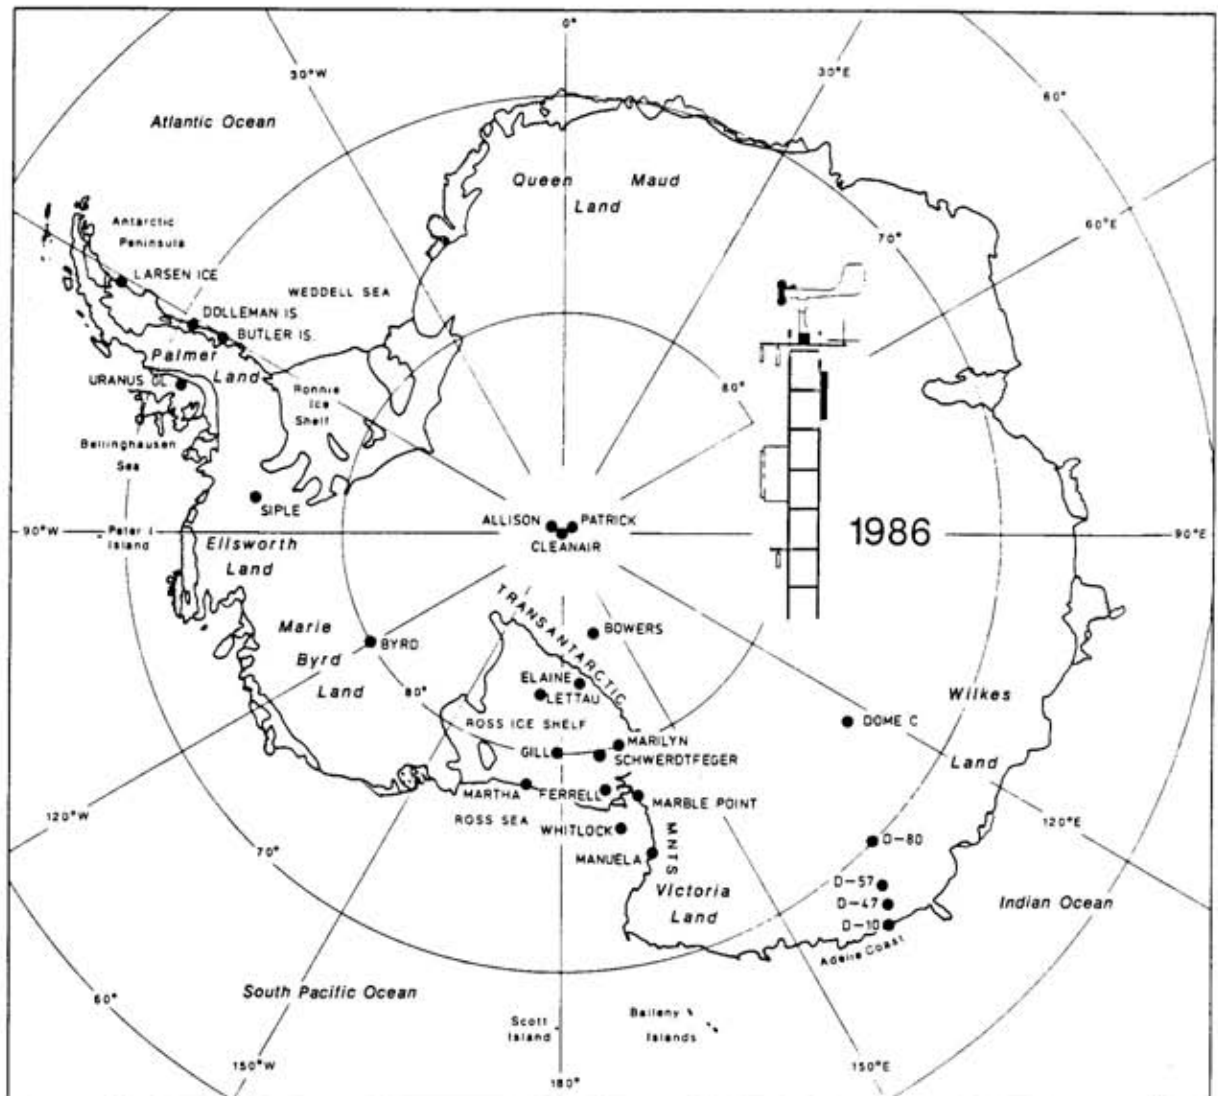 0°
30°W
30°E
60°
Atlantic Ocean
Queen Maud
Land
Antarctic
Peninsula
60°E
70°
LARSEN ICE
WEDDELL SEA
DOLLEMAN IS.
BUTLER IS.
Palmer
Land
URANUS GL
Ronnie
Ice
Shelf
80°
Bellinghausen
Sea
SIPLE
ALLISON
PATRICK
CLEANAIR
1986
90°W
Peter I
Island
Ellsworth
Land
90°E
TRANSANTARCTIC
Marie
Byrd
Land
BYRD
BOWERS
ELAINE
LETTAU
80°
ROSS ICE SHELF
Wilkes
Land
DOME C
GILL
MARILYN
SCHWERDTFEGER
MARTHA
FERRELL
MARBLE POINT
ROSS SEA
WHITLOCK
MNTS
120°W
120°E
70°
MANUELA
D-80
Victoria
Land
D-57
D-47
D-10
Indian Ocean
Adelie Coast
60°
South Pacific Ocean
Scott
Island
Balleny
Islands
150°W
180°
150°E